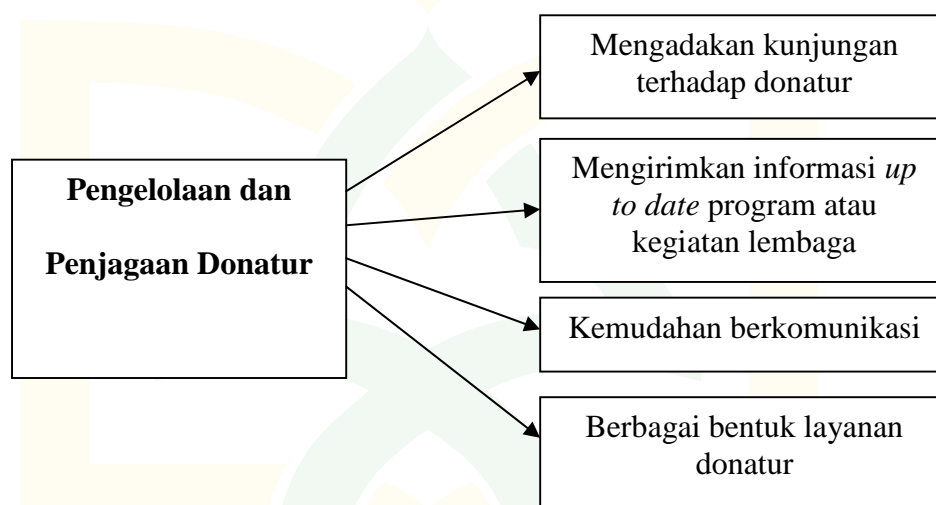 Mengadakan kunjungan
terhadap donatur
Pengelolaan dan
Penjagaan Donatur
Mengirimkan informasi up
to date program atau
kegiatan lembaga
Kemudahan berkomunikasi
Berbagai bentuk layanan
donatur